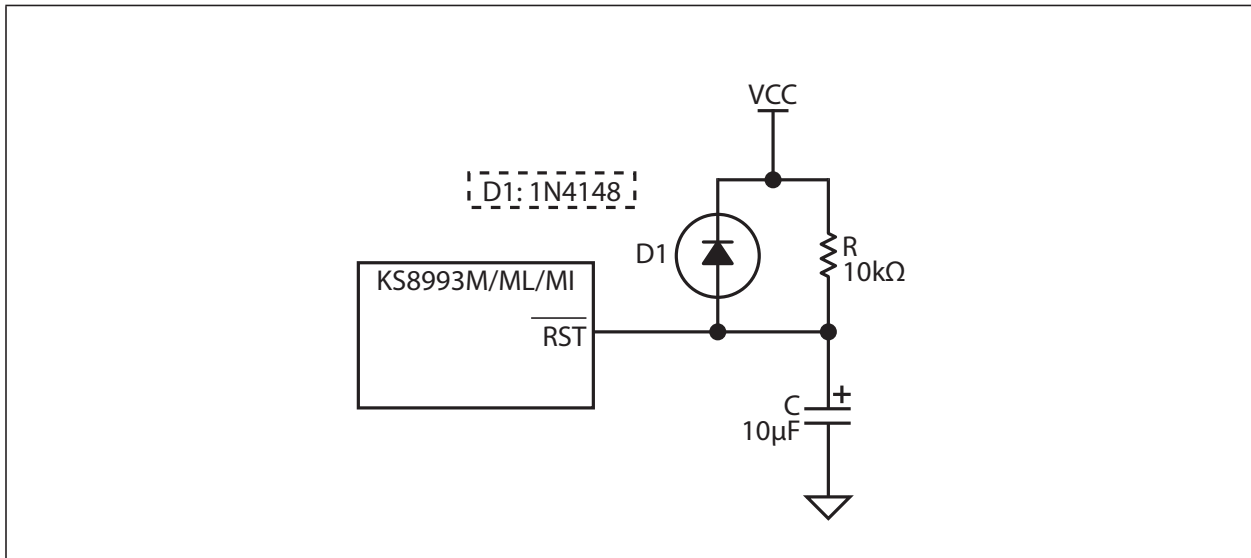 VCC
D1: 1N4148
D1
R
10kΩ
KS8993M/ML/MI
RST
C
+
10µF